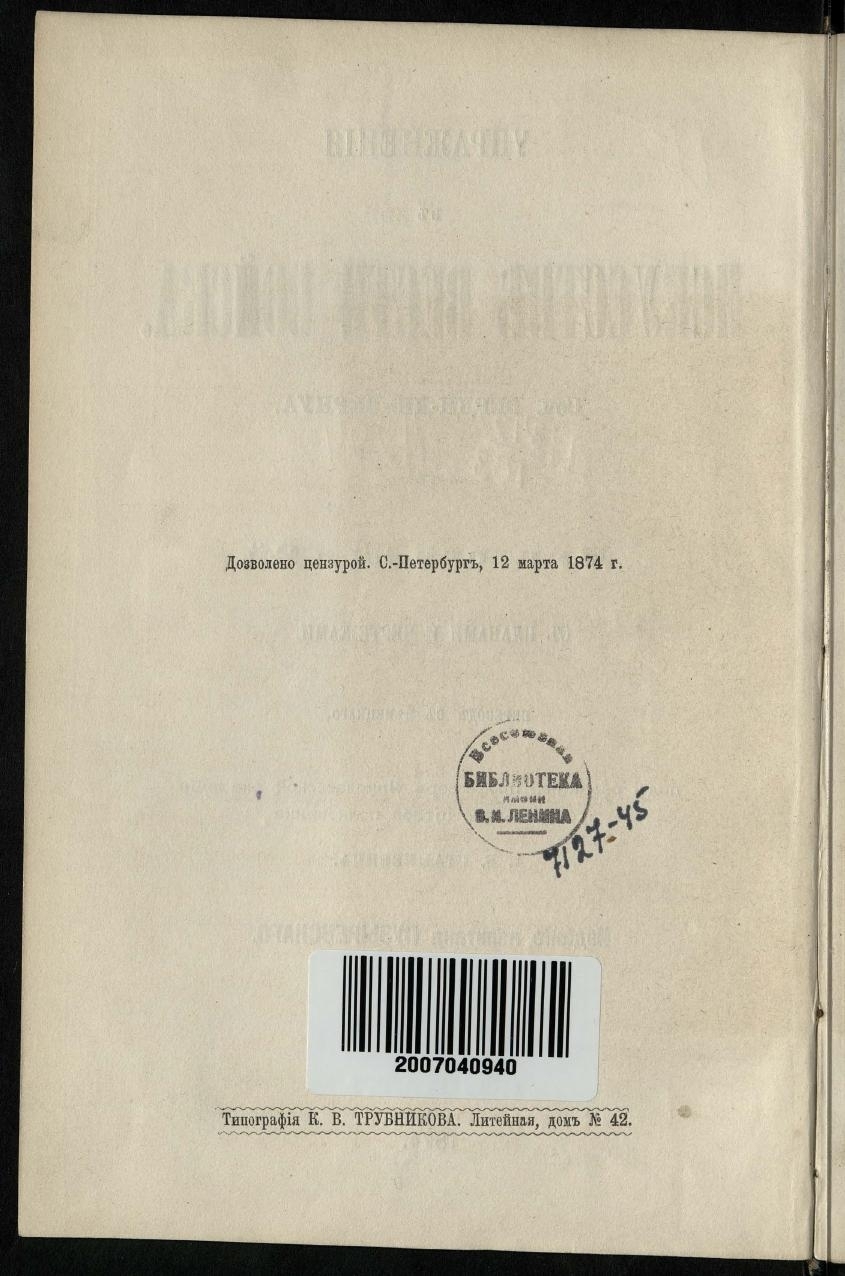 Дозволено цензурой. С.-Петербургъ, 12 марта 1874 г.
Всесоюзная
БИБЛИОТЕКА
имени
В. И. ЛЕНИНА
7127-45
2007040940
Типографія К. В. ТРУБНИКОВА. Литейная, домъ № 42.